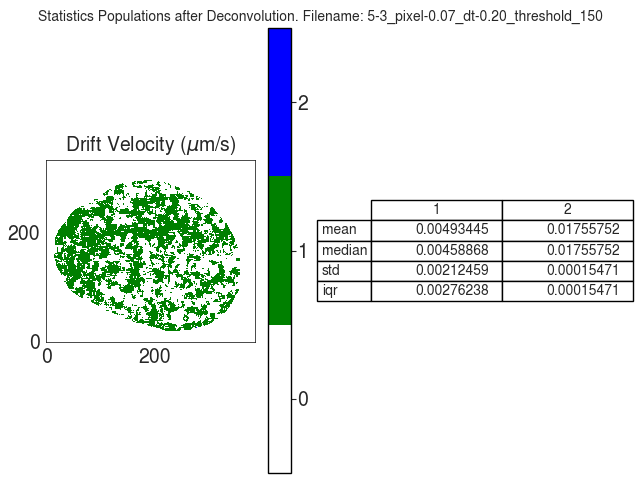 Statistics Populations after Deconvolution. Filename: 5-3_pixel-0.07_dt-0.20_threshold_150
Drift Velocity (μm/s)
200
0
0 200
2
1
0
1 2
mean 0.00493445 0.01755752
median 0.00458868 0.01755752
std 0.00212459 0.00015471
iqr 0.00276238 0.00015471